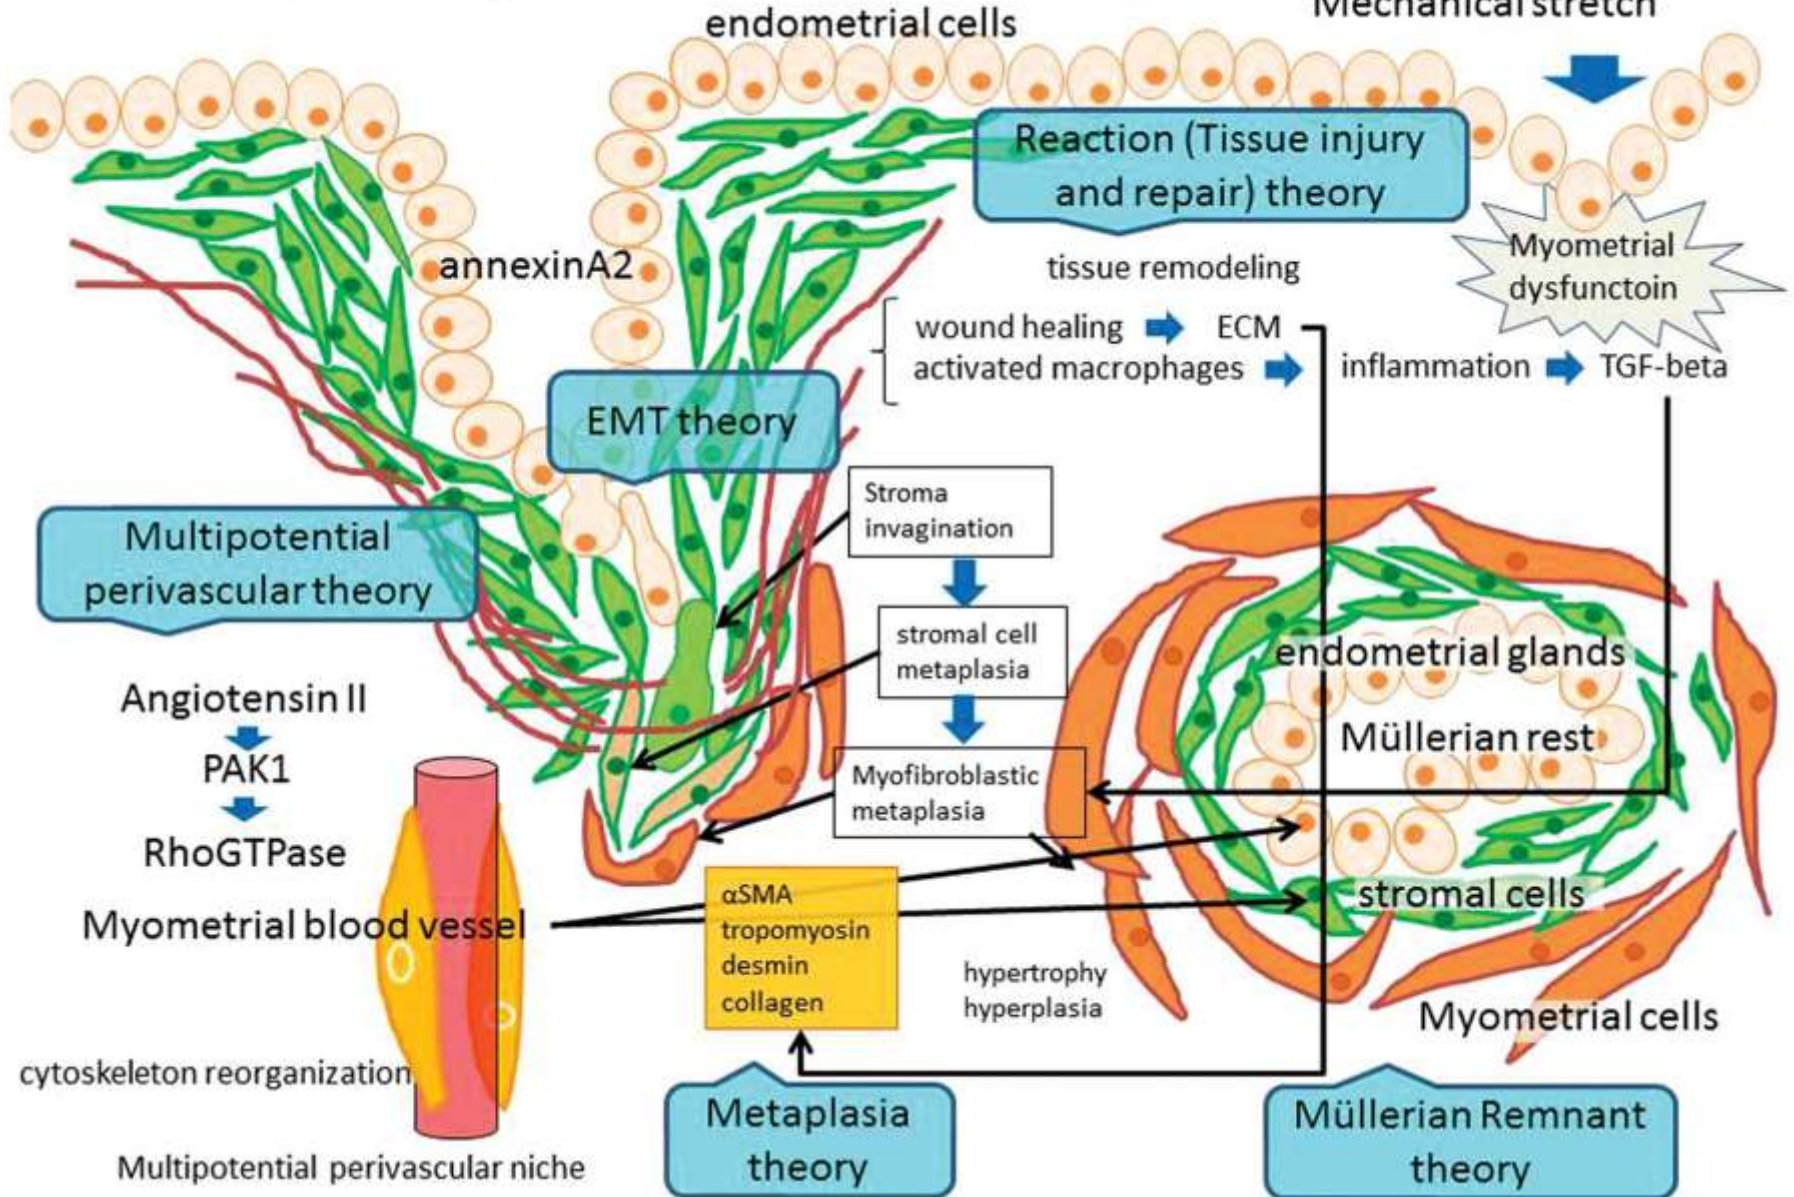 Mechanical stretch
endometrial cells
Reaction (Tissue injury
and repair) theory
Myometrial
dysfunctoin
annexinA2
tissue remodeling
wound healing
ECM
activated macrophages
inflammation
TGF-beta
EMT theory
Stroma
invagination
Multipotential
perivascular theory
stromal cell
metaplasia
endometrial glands
Angiotensin II
PAK1
RhoGTPase
Müllerian rest
Myofibroblastic
metaplasia
αSMA
tropomyosin
desmin
collagen
stromal cells
Myometrial blood vessel
hypertrophy
hyperplasia
Myometrial cells
cytoskeleton reorganization
Metaplasia
theory
Müllerian Remnant
theory
Multipotential perivascular niche